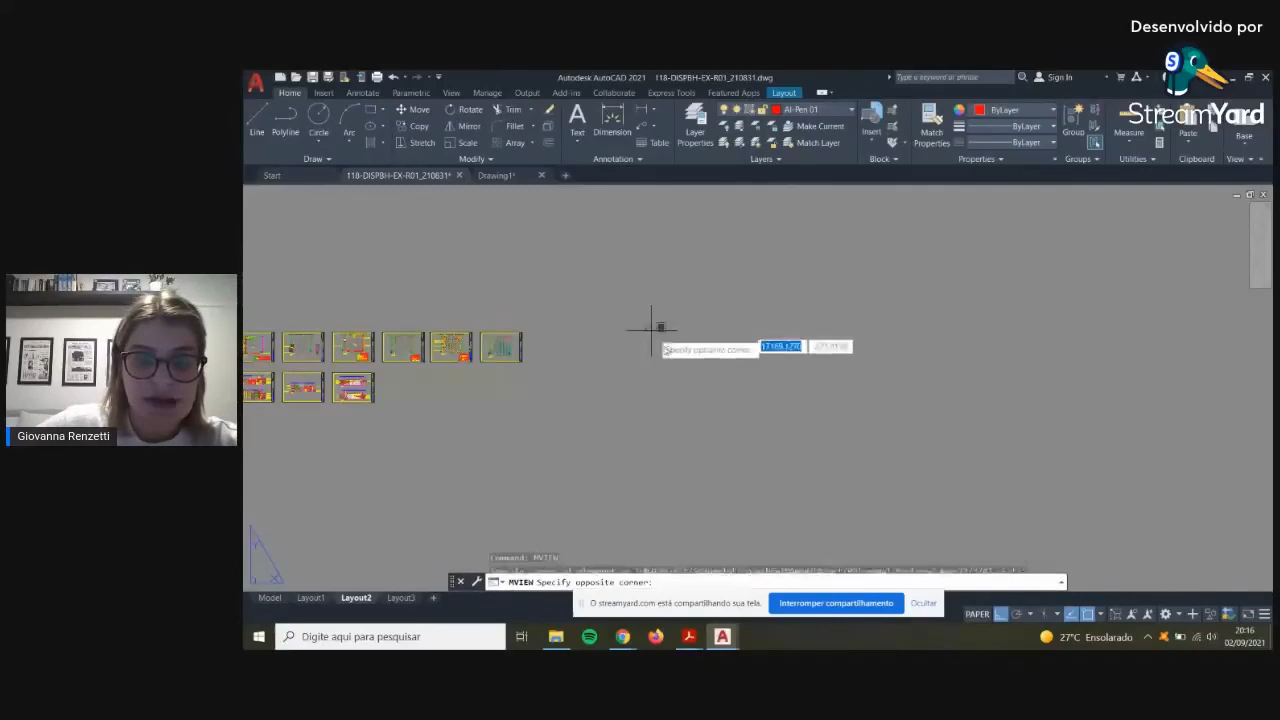 Desenvolvido por
StreamYard
Autodesk AutoCAD 2021 118-DISPBH-EX-R01_210831.dwg
Type a keyword or phrase
Sign In
Home Insert Annotate Parametric View Manage Output Add-ins Collaborate Express Tools Featured Apps Layout
Line Polyline Circle Arc
Move Rotate Trim
Copy Mirror Fillet
Stretch Scale Array
Text Dimension
Table
Layer Properties
Al-Pen 01
Make Current
Match Layer
Insert
Match Properties
ByLayer
ByLayer
ByLayer
Group
Measure
Paste
Base
Draw Modify Annotation Layers Block Properties Groups Utilities Clipboard View
Start 118-DISPBH-EX-R01_210831* Drawing1*
Specify opposite corner:
Giovanna Renzetti
Command: MVIEW
MVIEW Specify opposite corner:
Model Layout1 Layout2 Layout3
O streamyard.com está compartilhando sua tela.
Interromper compartilhamento
Ocultar
PAPER
Digite aqui para pesquisar
27°C Ensolarado
20:16
02/09/2021